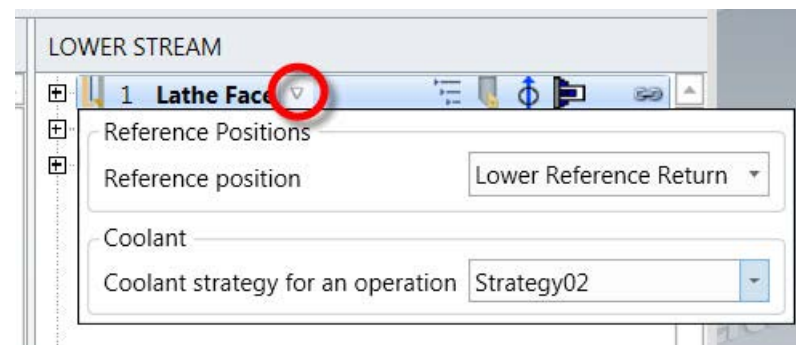 LOWER STREAM
1 Lathe Face
Reference Positions
Reference position Lower Reference Return
Coolant
Coolant strategy for an operation Strategy02